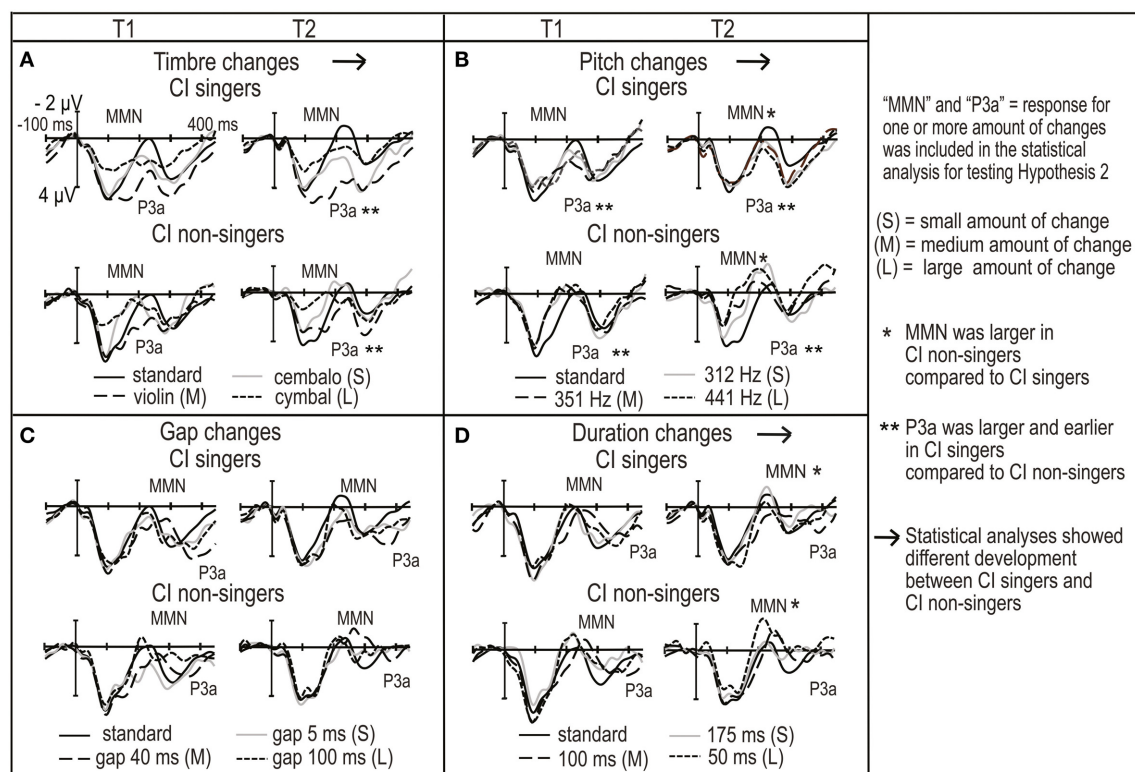 T1 T2 T1 T2
A Timbre changes →
CI singers
- 2 µV
MMN MMN
-100 ms 400 ms
4 µV
P3a P3a **
CI non-singers
MMN MMN
P3a P3a **
standard cembalo (S)
violin (M) cymbal (L)
B Pitch changes →
CI singers
MMN MMN *
P3a ** P3a **
CI non-singers
MMN MMN *
P3a ** P3a **
standard 312 Hz (S)
351 Hz (M) 441 Hz (L)
C Gap changes
CI singers
MMN MMN
P3a P3a
CI non-singers
MMN MMN
P3a P3a
standard gap 5 ms (S)
gap 40 ms (M) gap 100 ms (L)
D Duration changes →
CI singers
MMN MMN *
P3a P3a
CI non-singers
MMN MMN *
P3a P3a
standard 175 ms (S)
100 ms (M) 50 ms (L)
“MMN” and “P3a” = response for
one or more amount of changes
was included in the statistical
analysis for testing Hypothesis 2
(S) = small amount of change
(M) = medium amount of change
(L) = large amount of change
* MMN was larger in
CI non-singers
compared to CI singers
** P3a was larger and earlier
in CI singers
compared to CI non-singers
→ Statistical analyses showed
different development
between CI singers and
CI non-singers